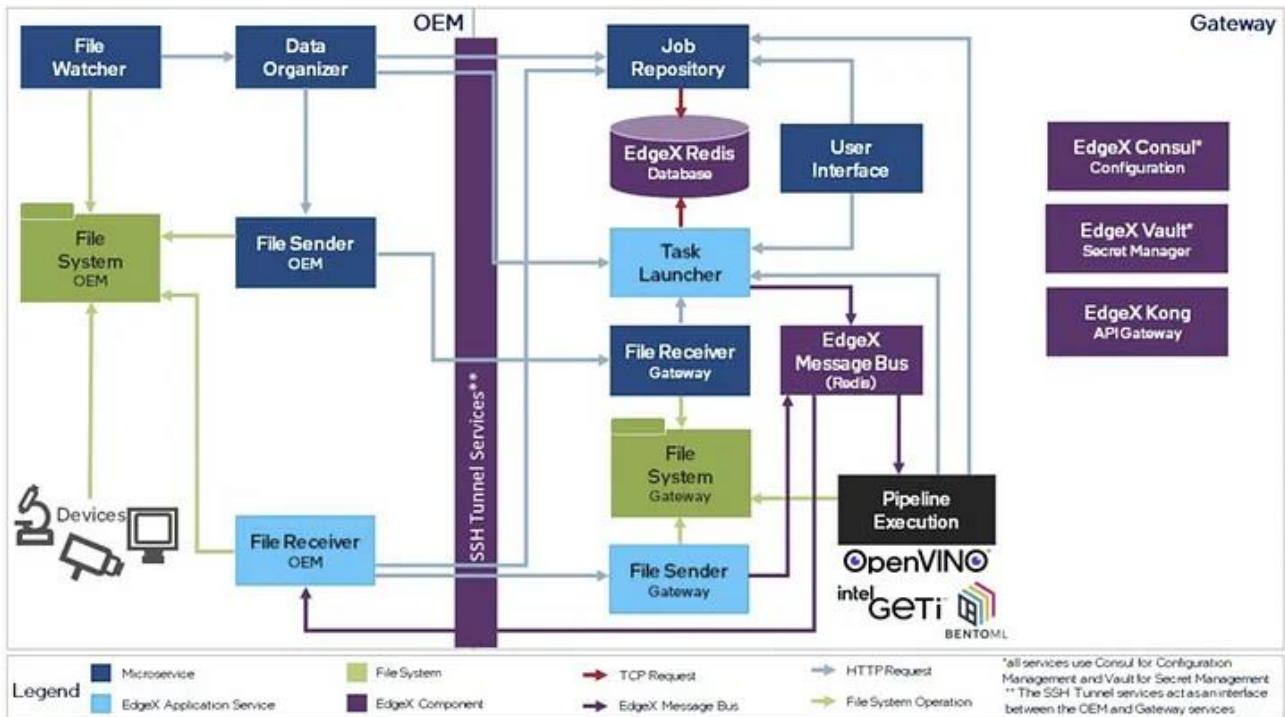 OEM
Gateway
File
Watcher
Data
Organizer
Job
Repository
EdgeX Redis
Database
User
Interface
EdgeX Consul*
Configuration
EdgeX Vault*
Secret Manager
EdgeX Kong
API Gateway
File
System
OEM
File Sender
OEM
Task
Launcher
File Receiver
Gateway
EdgeX
Message Bus
(Redis)
SSH Tunnel Services**
File
System
Gateway
Pipeline
Execution
Devices
File Receiver
OEM
File Sender
Gateway
OpenVINO
intel
GETi
BENTOML
Legend
Microservice
File System
TCP Request
HTTP Request
EdgeX Application Service
EdgeX Component
EdgeX Message Bus
File System Operation
*all services use Consul for Configuration
Management and Vault for Secret Management
** The SSH Tunnel services act as an interface
between the OEM and Gateway services